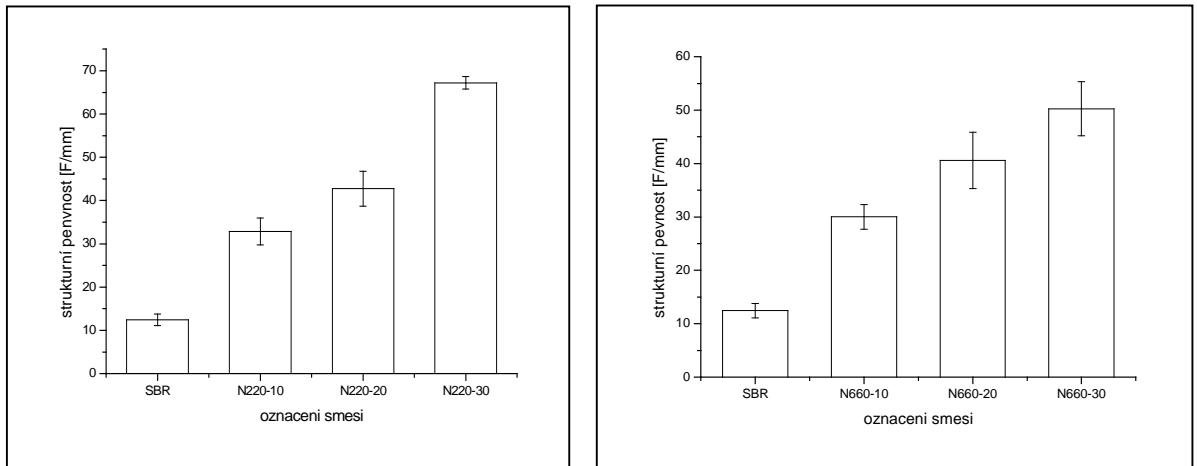 70
60
50
40
30
20
10
0
strukturní penvnost [F/mm]
SBR N220-10 N220-20 N220-30
oznaceni smesi
60
50
40
30
20
10
0
strukturní pevnost [F/mm]
SBR N660-10 N660-20 N660-30
oznaceni smesi